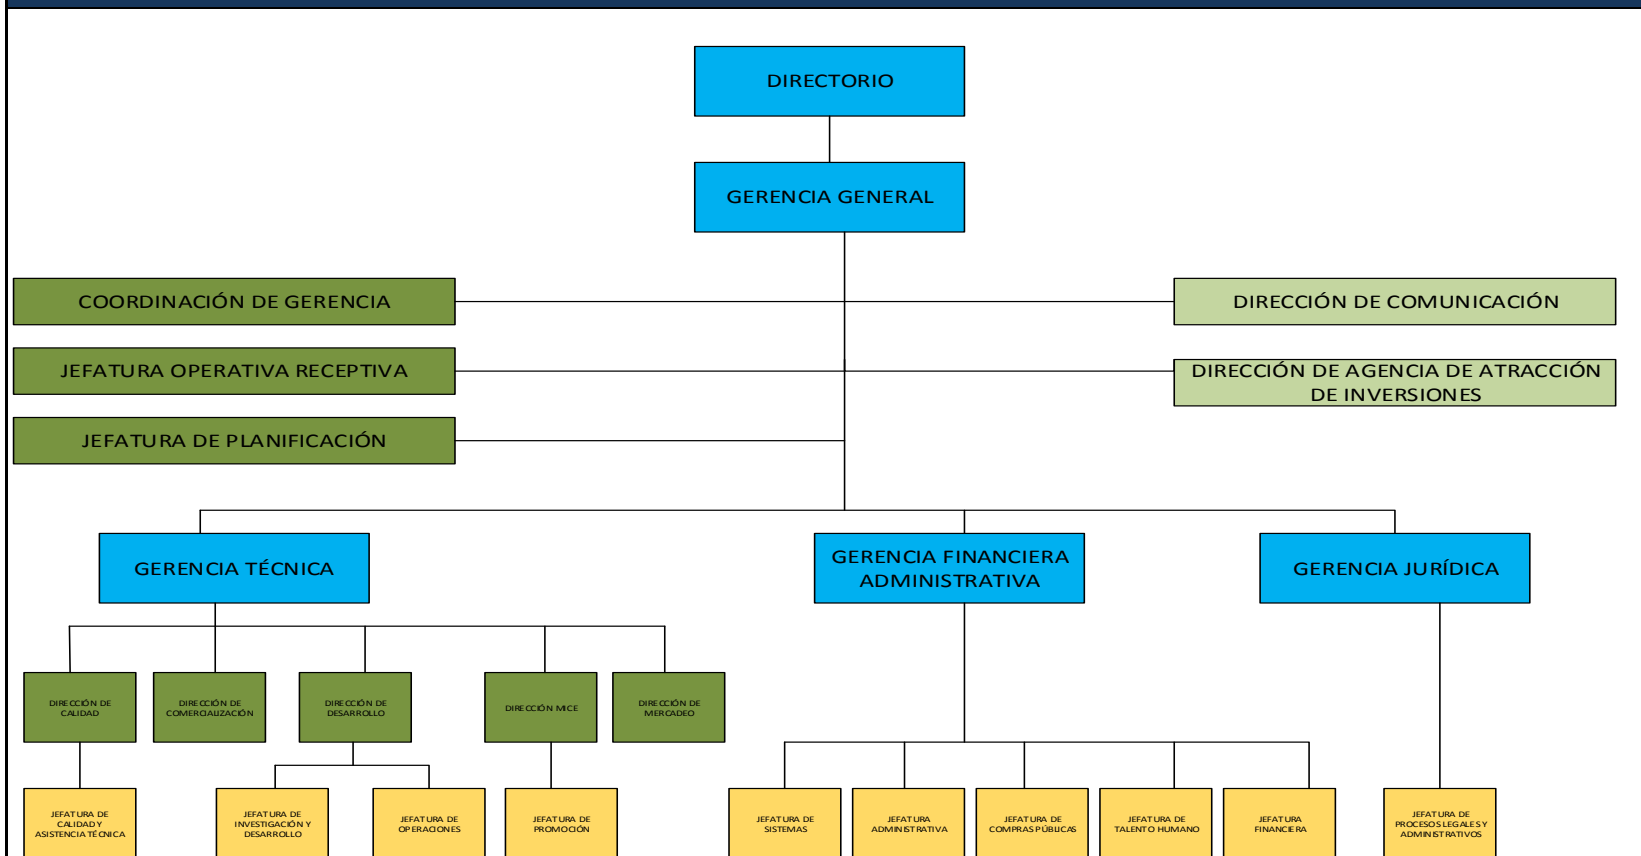 DIRECTORIO
GERENCIA GENERAL
COORDINACIÓN DE GERENCIA
DIRECCIÓN DE COMUNICACIÓN
JEFATURA OPERATIVA RECEPTIVA
DIRECCIÓN DE AGENCIA DE ATRACCIÓN
DE INVERSIONES
JEFATURA DE PLANIFICACIÓN
GERENCIA TÉCNICA
GERENCIA FINANCIERA
ADMINISTRATIVA
GERENCIA JURÍDICA
DIRECCIÓN DE
CALIDAD
DIRECCIÓN DE
COMERCIALIZACIÓN
DIRECCIÓN DE
DESARROLLO
DIRECCIÓN MICE
DIRECCIÓN DE
MERCADEO
JEFATURA DE
CALIDAD Y
ASISTENCIA TÉCNICA
JEFATURA DE
INVESTIGACIÓN Y
DESARROLLO
JEFATURA DE
OPERACIONES
JEFATURA DE
PROMOCIÓN
JEFATURA DE
SISTEMAS
JEFATURA
ADMINISTRATIVA
JEFATURA DE
COMPRAS PÚBLICAS
JEFATURA DE
TALENTO HUMANO
JEFATURA
FINANCIERA
JEFATURA DE
PROCESOS LEGALES Y
ADMINISTRATIVOS